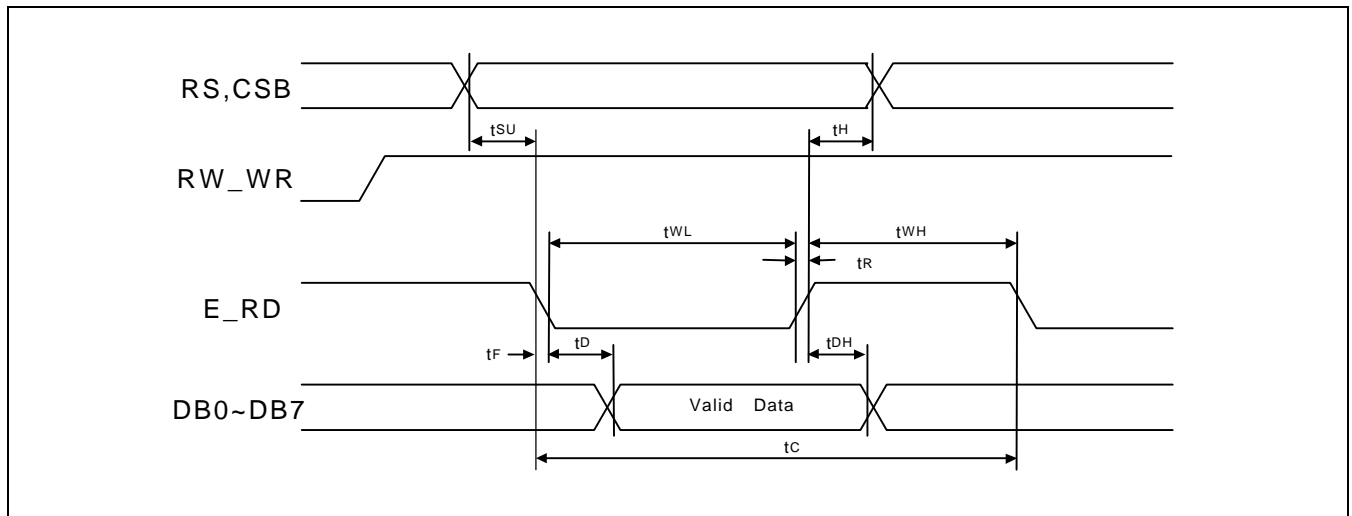 RS,CSB
tSU
tH
RW_WR
tWL
tWH
tR
E_RD
tF
tD
tDH
DB0~DB7
Valid Data
tC